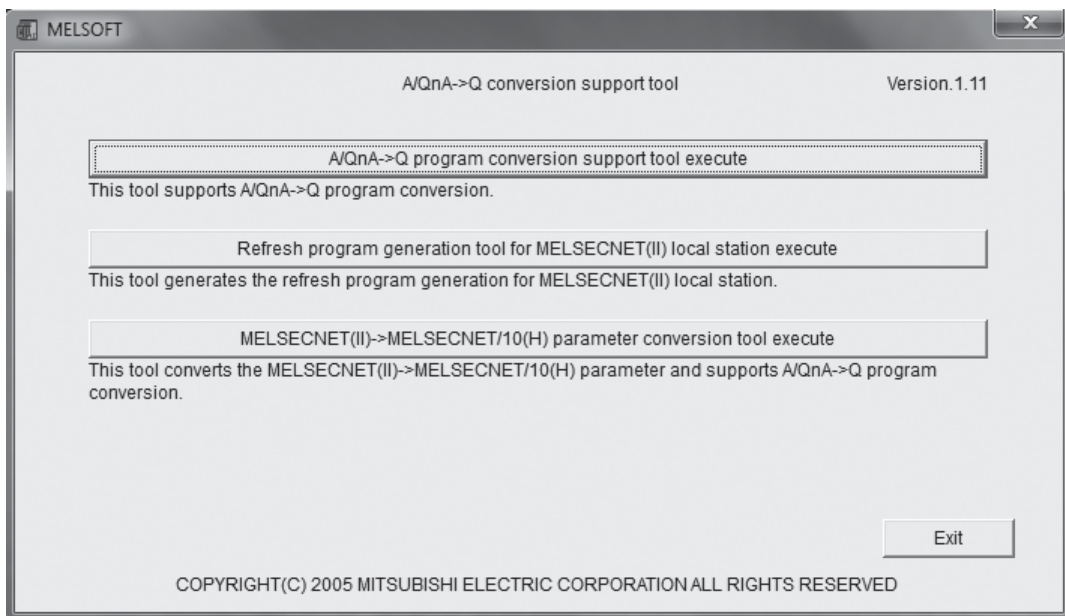 MELSOFT
A/QnA->Q conversion support tool Version.1.11
A/QnA->Q program conversion support tool execute
This tool supports A/QnA->Q program conversion.
Refresh program generation tool for MELSECNET(II) local station execute
This tool generates the refresh program generation for MELSECNET(II) local station.
MELSECNET(II)->MELSECNET/10(H) parameter conversion tool execute
This tool converts the MELSECNET(II)->MELSECNET/10(H) parameter and supports A/QnA->Q program
conversion.
Exit
COPYRIGHT(C) 2005 MITSUBISHI ELECTRIC CORPORATION ALL RIGHTS RESERVED